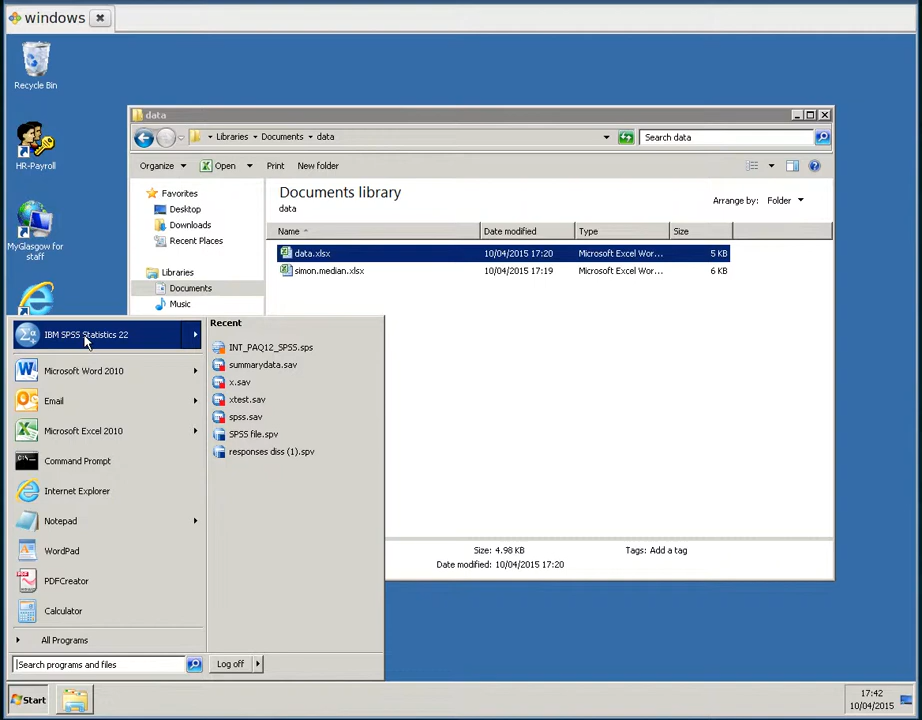 windows
Recycle Bin
HR-Payroll
MyGlasgow for
staff
data
Libraries Documents data
Search data
Organize Open Print New folder
Favorites
Desktop
Downloads
Recent Places
Libraries
Documents
Music
Documents library
data
Arrange by: Folder
Name Date modified Type Size
data.xlsx 10/04/2015 17:20 Microsoft Excel Wor... 5 KB
simon.median.xlsx 10/04/2015 17:19 Microsoft Excel Wor... 6 KB
Size: 4.98 KB
Tags: Add a tag
Date modified: 10/04/2015 17:20
IBM SPSS Statistics 22
Microsoft Word 2010
Email
Microsoft Excel 2010
Command Prompt
Internet Explorer
Notepad
WordPad
PDFCreator
Calculator
All Programs
Search programs and files
Recent
INT_PAQ12_SPSS.sps
summarydata.sav
x.sav
xtest.sav
spss.sav
SPSS file.spv
responses diss (1).spv
Log off
Start
17:42
10/04/2015